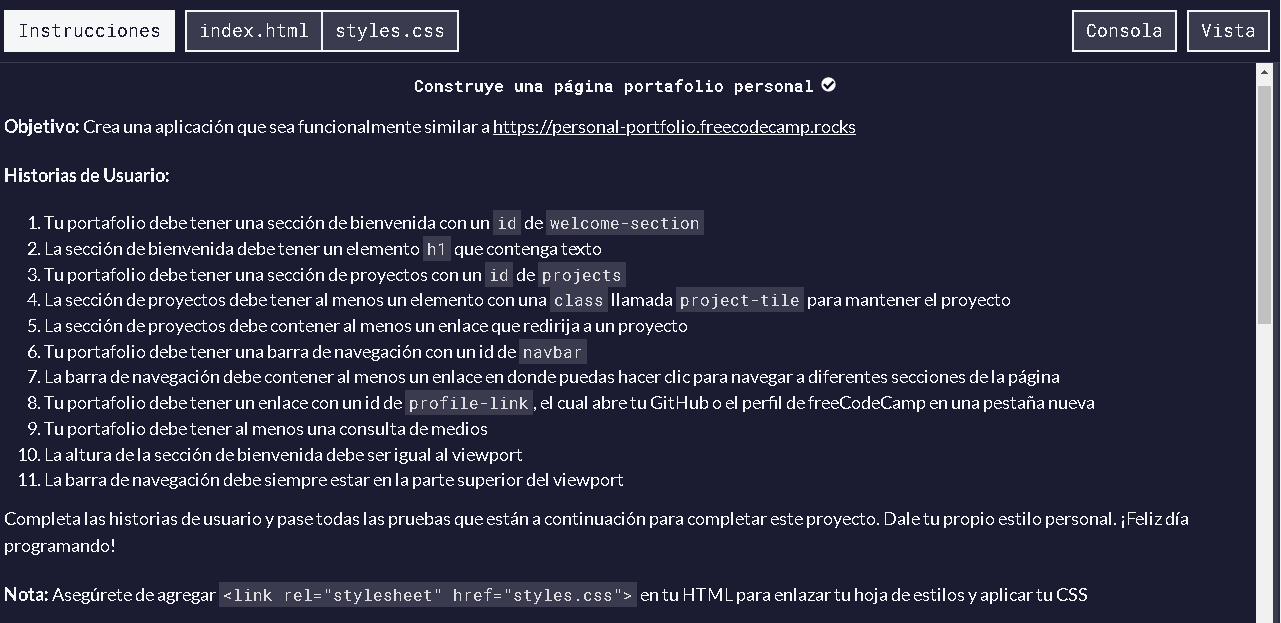 Instrucciones index.html styles.css Consola Vista
Construye una página portafolio personal
Objetivo: Crea una aplicación que sea funcionalmente similar a https://personal-portfolio.freecodecamp.rocks
Historias de Usuario:
1. Tu portafolio debe tener una sección de bienvenida con un id de welcome-section
2. La sección de bienvenida debe tener un elemento h1 que contenga texto
3. Tu portafolio debe tener una sección de proyectos con un id de projects
4. La sección de proyectos debe tener al menos un elemento con una class llamada project-tile para mantener el proyecto
5. La sección de proyectos debe contener al menos un enlace que redirija a un proyecto
6. Tu portafolio debe tener una barra de navegación con un id de navbar
7. La barra de navegación debe contener al menos un enlace en donde puedas hacer clic para navegar a diferentes secciones de la página
8. Tu portafolio debe tener un enlace con un id de profile-link, el cual abre tu GitHub o el perfil de freeCodeCamp en una pestaña nueva
9. Tu portafolio debe tener al menos una consulta de medios
10. La altura de la sección de bienvenida debe ser igual al viewport
11. La barra de navegación debe siempre estar en la parte superior del viewport
Completa las historias de usuario y pase todas las pruebas que están a continuación para completar este proyecto. Dale tu propio estilo personal. ¡Feliz día
programando!
Nota: Asegúrete de agregar <link rel="stylesheet" href="styles.css"> en tu HTML para enlazar tu hoja de estilos y aplicar tu CSS